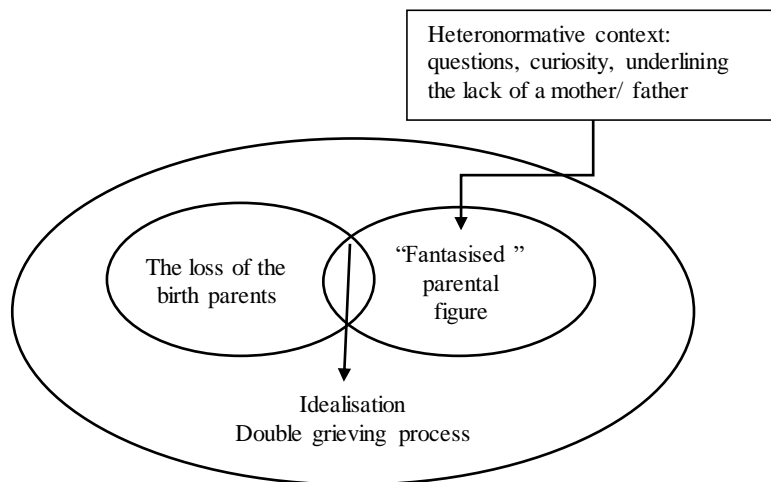 Heteronormative context:
questions, curiosity, underlining
the lack of a mother/ father
The loss of the
birth parents
“Fantasised ”
parental
figure
Idealisation
Double grieving process